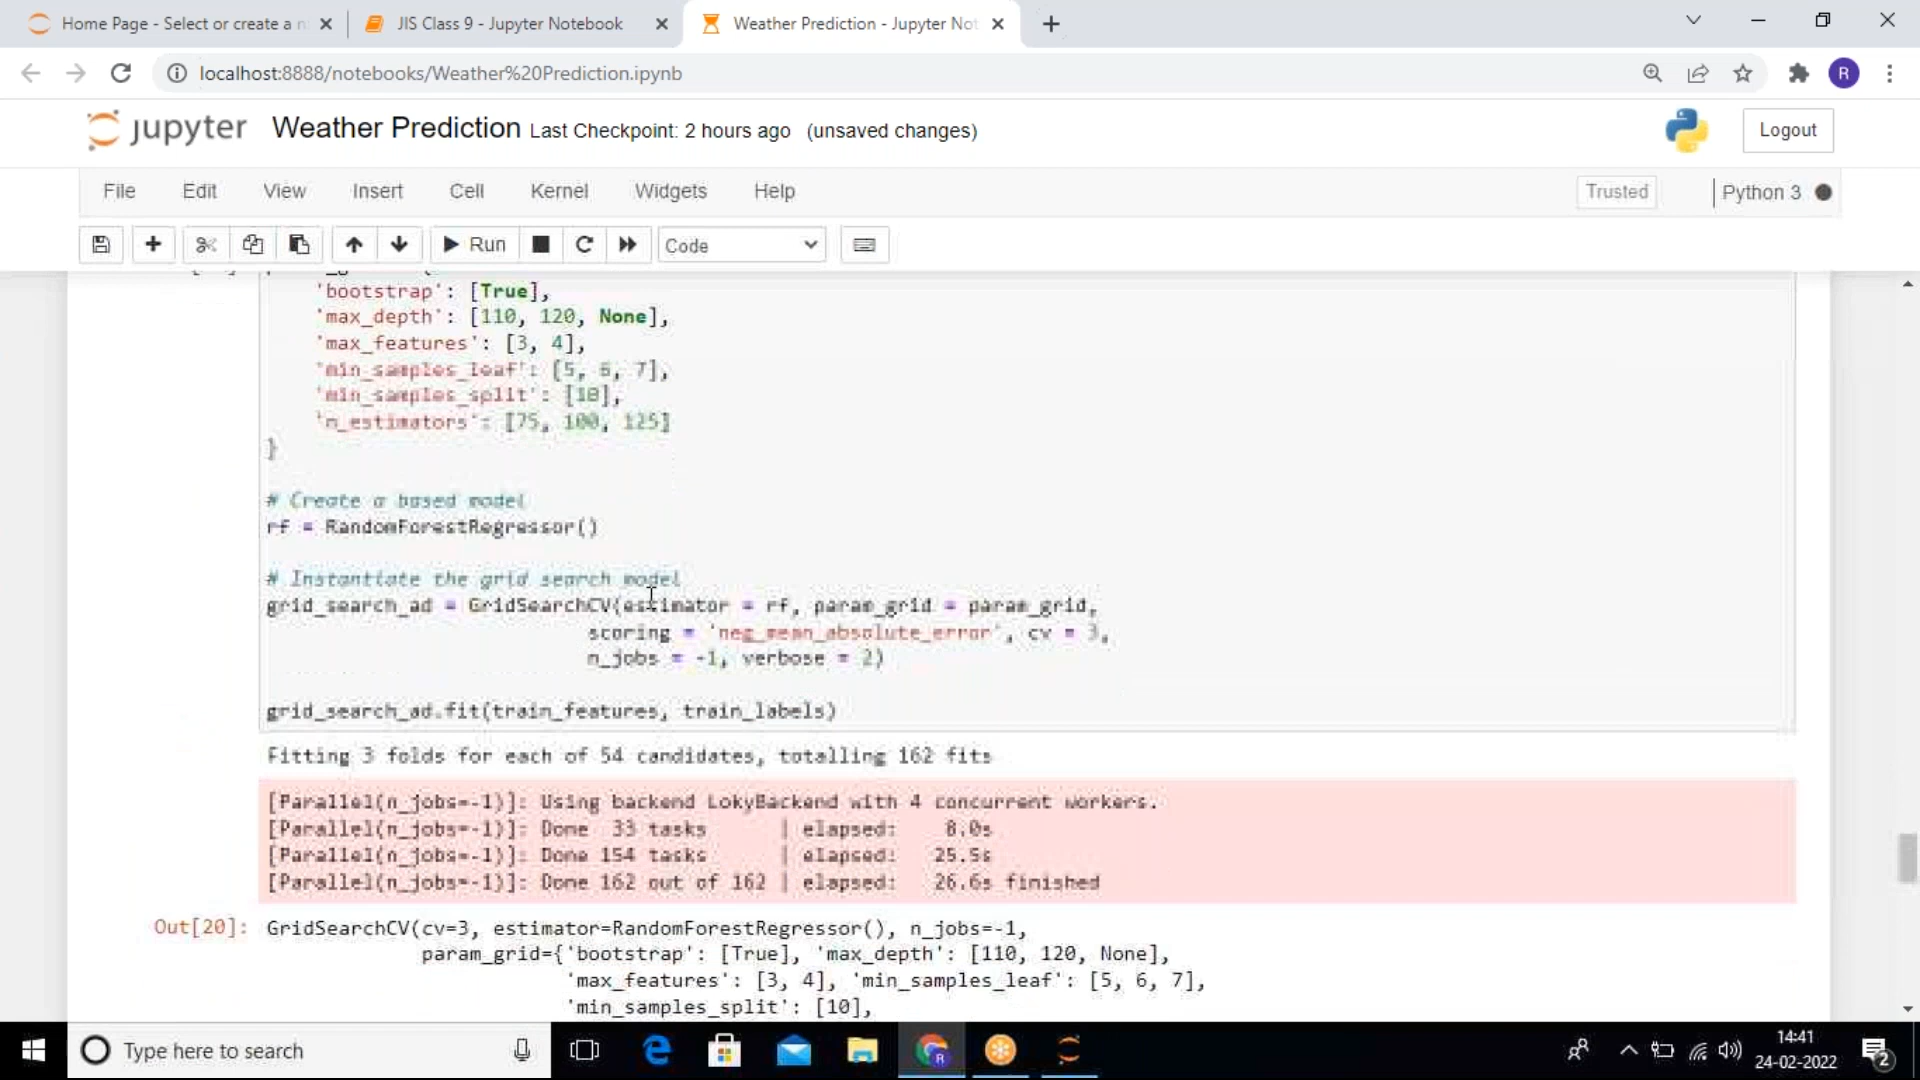 Home Page - Select or create a n
JIS Class 9 - Jupyter Notebook
Weather Prediction - Jupyter Not
localhost:8888/notebooks/Weather%20Prediction.ipynb
R
jupyter Weather Prediction Last Checkpoint: 2 hours ago (unsaved changes)
Logout
File Edit View Insert Cell Kernel Widgets Help
Trusted
Python 3
Run
Code
'bootstrap': [True],
'max_depth': [110, 120, None],
'max_features': [3, 4],
'min_samples_leaf': [5, 6, 7],
'min_samples_split': [10],
'n_estimators': [75, 100, 125]
}
# Create a based model
rf = RandomForestRegressor()
# Instantiate the grid search model
grid_search_ad = GridSearchCV(estimator = rf, param_grid = param_grid,
scoring = 'neg_mean_absolute_error', cv = 3,
n_jobs = -1, verbose = 2)
grid_search_ad.fit(train_features, train_labels)
Fitting 3 folds for each of 54 candidates, totalling 162 fits
[Parallel(n_jobs=-1)]: Using backend LokyBackend with 4 concurrent workers.
[Parallel(n_jobs=-1)]: Done 33 tasks | elapsed: 8.0s
[Parallel(n_jobs=-1)]: Done 154 tasks | elapsed: 25.5s
[Parallel(n_jobs=-1)]: Done 162 out of 162 | elapsed: 26.6s finished
Out[20]: GridSearchCV(cv=3, estimator=RandomForestRegressor(), n_jobs=-1,
param_grid={'bootstrap': [True], 'max_depth': [110, 120, None],
'max_features': [3, 4], 'min_samples_leaf': [5, 6, 7],
'min_samples_split': [10],
Type here to search
R
14:41
24-02-2022
2